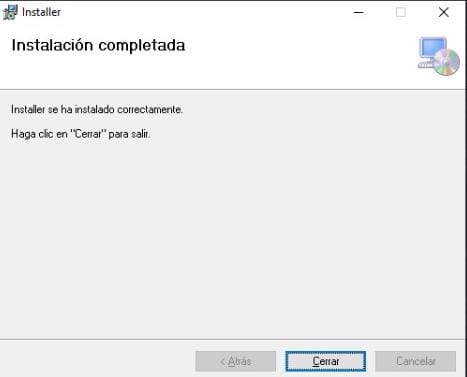 Installer
Instalación completada
Installer se ha instalado correctamente.
Haga clic en "Cerrar" para salir.
< Atrás
Cerrar
Cancelar